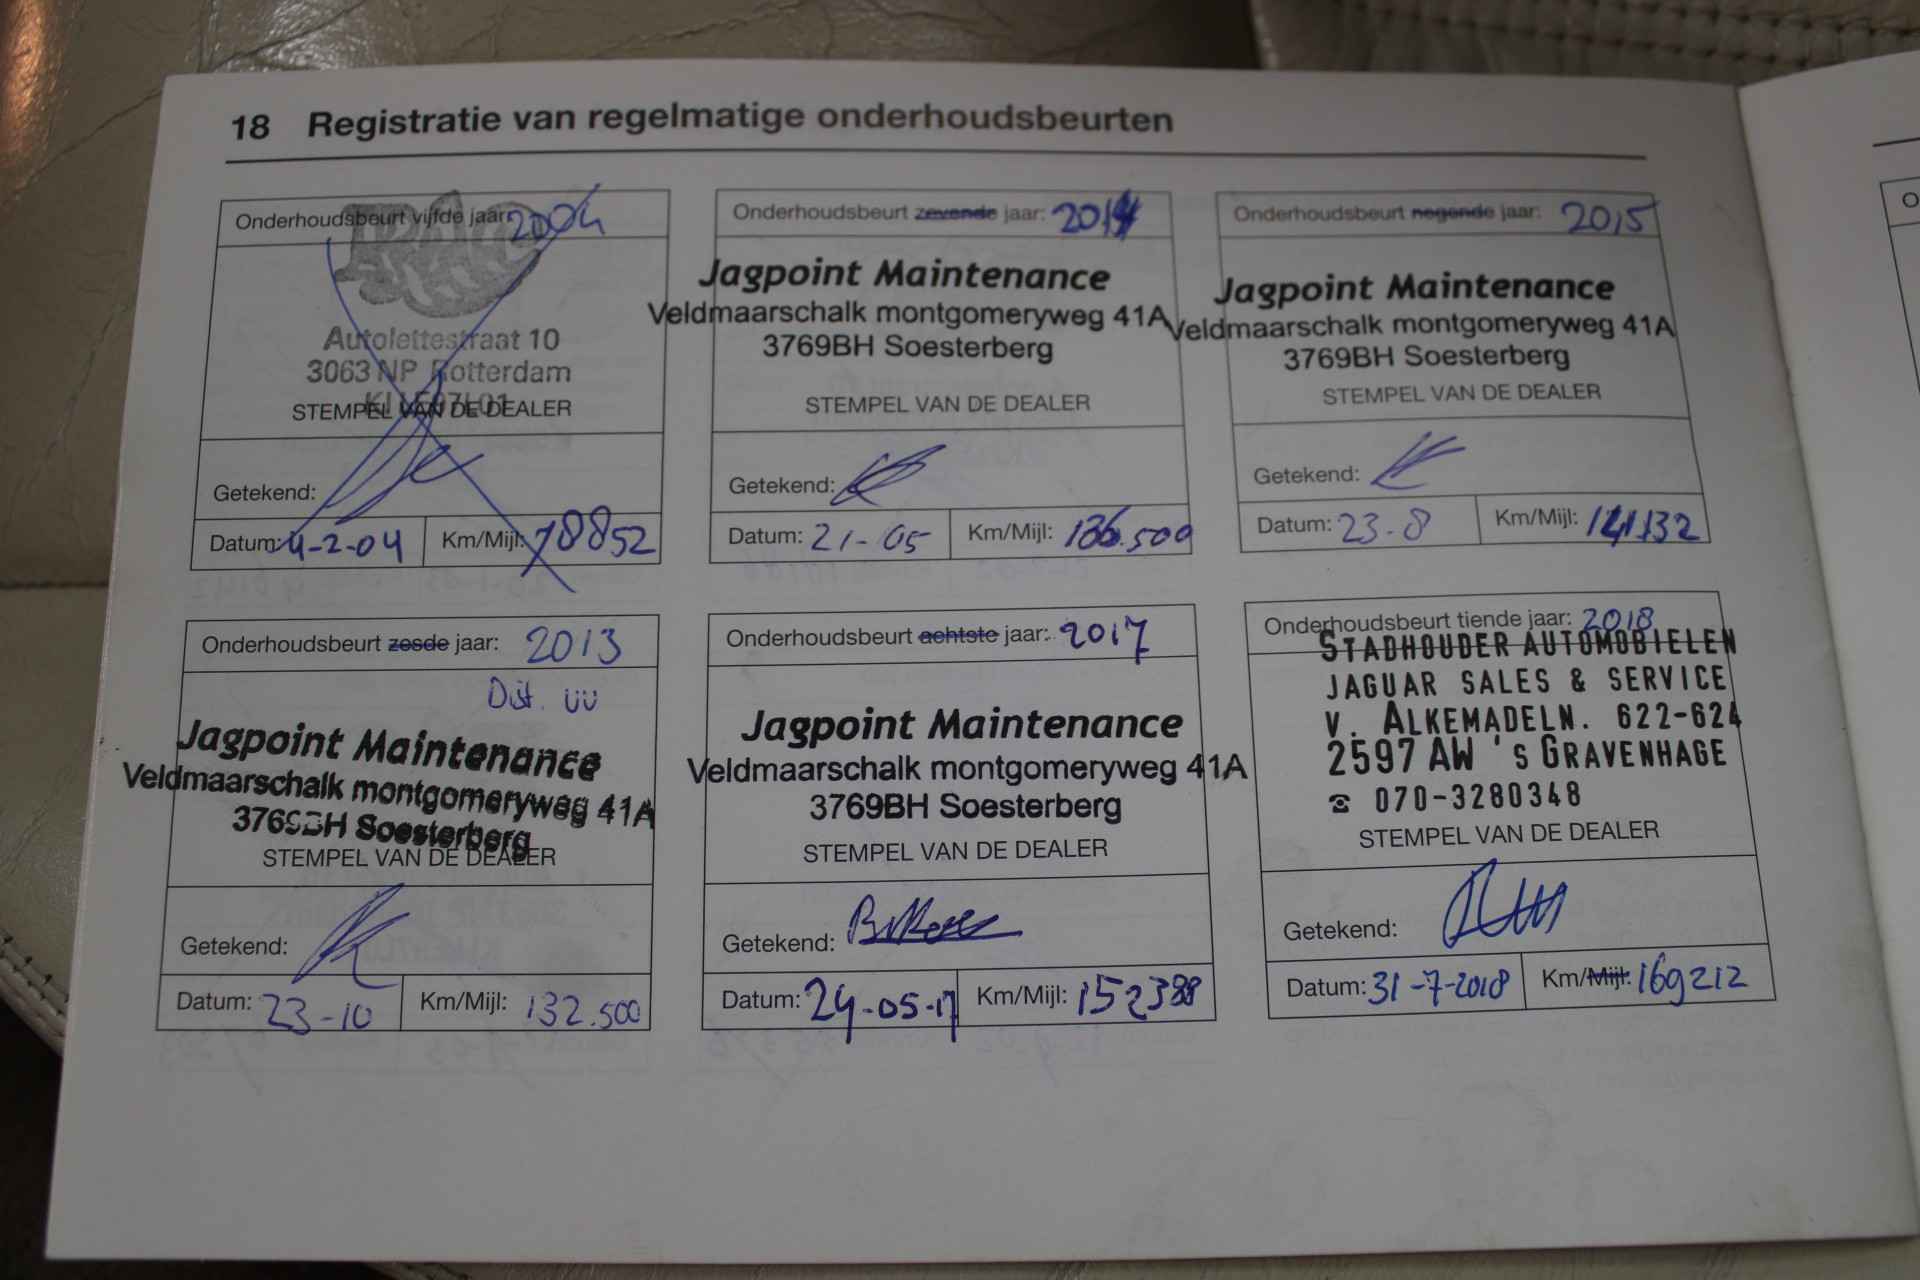 18 Registratie van regelmatige onderhoudsbeurten
Onderhoudsbeurt vijfde jaar: 2004
Autolettestraat 10
3063 NP Rotterdam
STEMPEL VAN DE DEALER
Getekend:
Datum: 4-2-04 Km/Mijl: 78852
Onderhoudsbeurt zesde jaar: 2013
Dist.
Jagpoint Maintenance
Veldmaarschalk montgomeryweg 41A
3769BH Soesterberg
STEMPEL VAN DE DEALER
Getekend:
Datum: 23-10 Km/Mijl: 132.500
Onderhoudsbeurt zevende jaar: 2014
Jagpoint Maintenance
Veldmaarschalk montgomeryweg 41A
3769BH Soesterberg
STEMPEL VAN DE DEALER
Getekend:
Datum: 21-05 Km/Mijl: 136.500
Onderhoudsbeurt achtste jaar: 2017
Jagpoint Maintenance
Veldmaarschalk montgomeryweg 41A
3769BH Soesterberg
STEMPEL VAN DE DEALER
Getekend:
Datum: 24-05-17 Km/Mijl: 152388
Onderhoudsbeurt negende jaar: 2015
Jagpoint Maintenance
Veldmaarschalk montgomeryweg 41A
3769BH Soesterberg
STEMPEL VAN DE DEALER
Getekend:
Datum: 23-8 Km/Mijl: 141132
Onderhoudsbeurt tiende jaar: 2018
STADHOUDER AUTOMOBIELEN
JAGUAR SALES & SERVICE
V. ALKEMADELN. 622-624
2597 AW 'S GRAVENHAGE
☎ 070-3280348
STEMPEL VAN DE DEALER
Getekend:
Datum: 31-7-2018 Km/Mijl: 169212